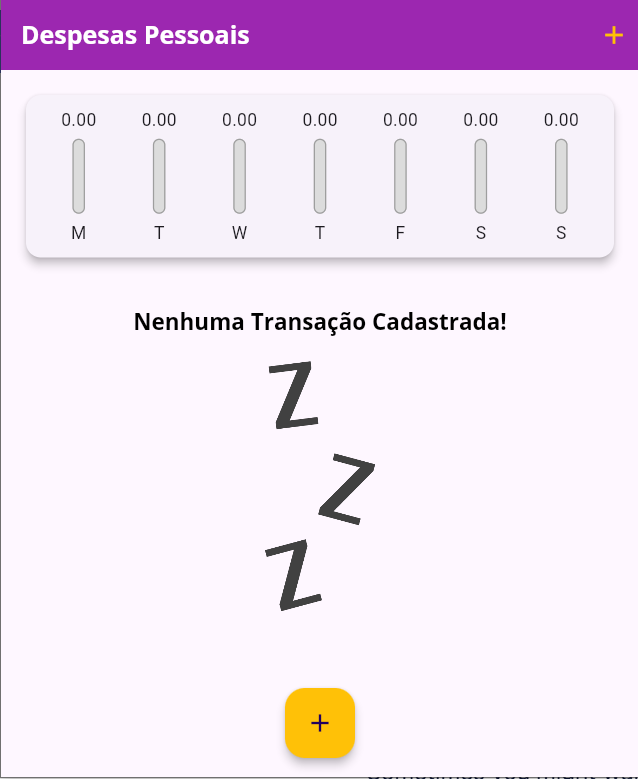 Despesas Pessoais +
0.00 0.00 0.00 0.00 0.00 0.00 0.00
M T W T F S S
Nenhuma Transação Cadastrada!
Z
Z
Z
+